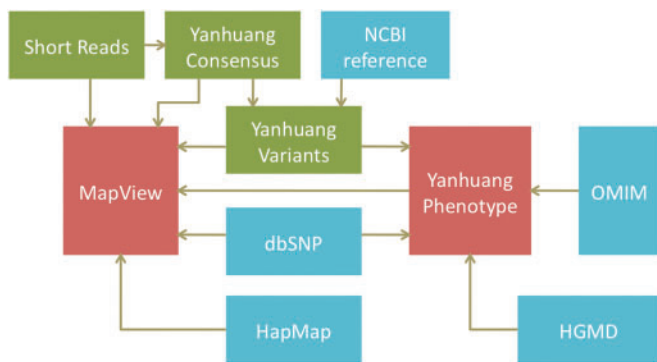 Short Reads
Yanhuang
Consensus
NCBI
reference
Yanhuang
Variants
MapView
Yanhuang
Phenotype
OMIM
dbSNP
HapMap
HGMD